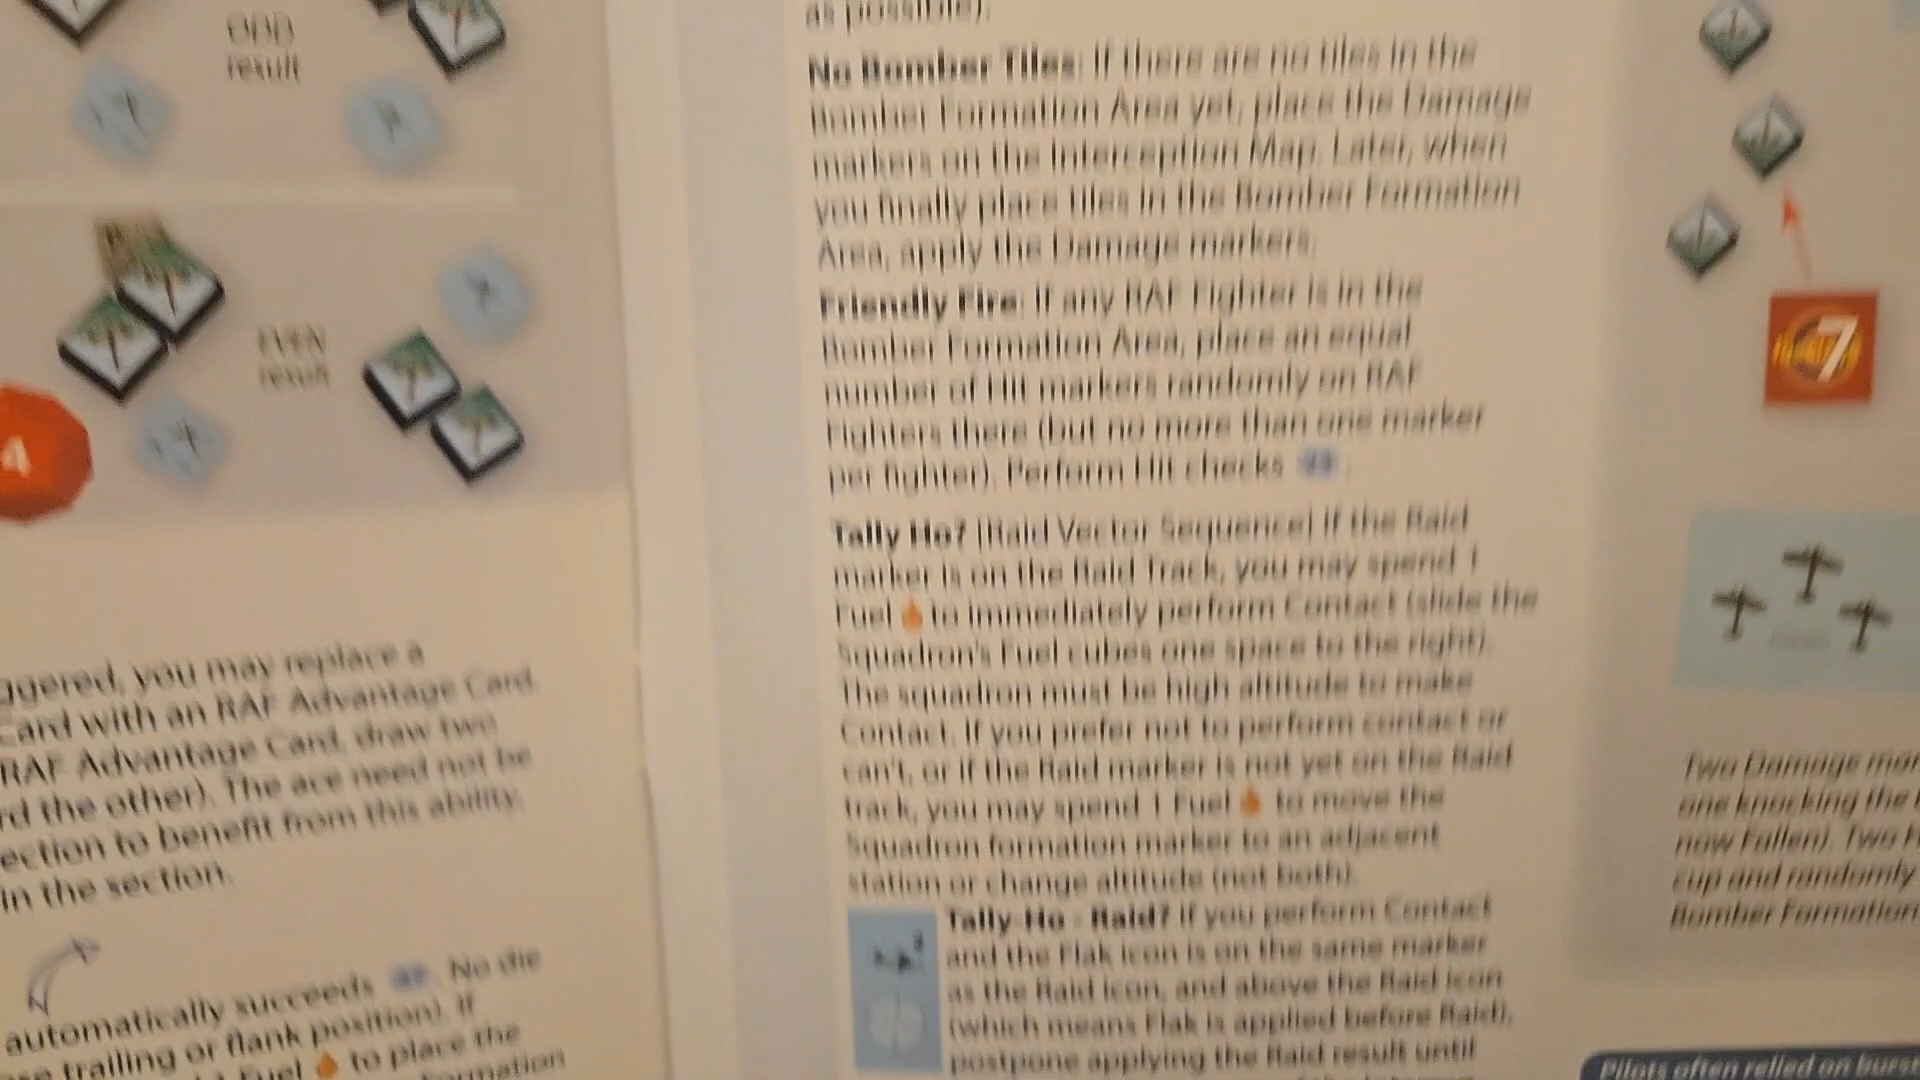 ODD
result
EVEN
result
4
ggered, you may replace a
Card with an RAF Advantage Card.
RAF Advantage Card, draw two
rd the other). The ace need not be
ection to benefit from this ability.
in the section.
automatically succeeds
. No die
se trailing or flank position). If
Fuel to place the
as possible).
No Bomber Tiles: If there are no tiles in the
Bomber Formation Area yet, place the Damage
markers on the Interception Map. Later, when
you finally place tiles in the Bomber Formation
Area, apply the Damage markers.
Friendly Fire: If any RAF Fighter is in the
Bomber Formation Area, place an equal
number of Hit markers randomly on RAF
Fighters there (but no more than one marker
per fighter). Perform Hit checks .
Tally Ho? [Raid Vector Sequence] If the Raid
marker is on the Raid Track, you may spend 1
Fuel to immediately perform Contact (slide the
Squadron's Fuel cubes one space to the right).
The squadron must be high altitude to make
Contact. If you prefer not to perform contact or
can't, or if the Raid marker is not yet on the Raid
track, you may spend 1 Fuel to move the
Squadron formation marker to an adjacent
station or change altitude (not both).
Tally Ho - Raid? If you perform Contact
and the Flak icon is on the same marker
as the Raid icon, and above the Raid icon
(which means Flak is applied before Raid),
postpone applying the Raid result until
7
Two Damage mar
one knocking the
now Fallen). Two
cup and randomly
Bomber Formation
Pilots often relied on burst